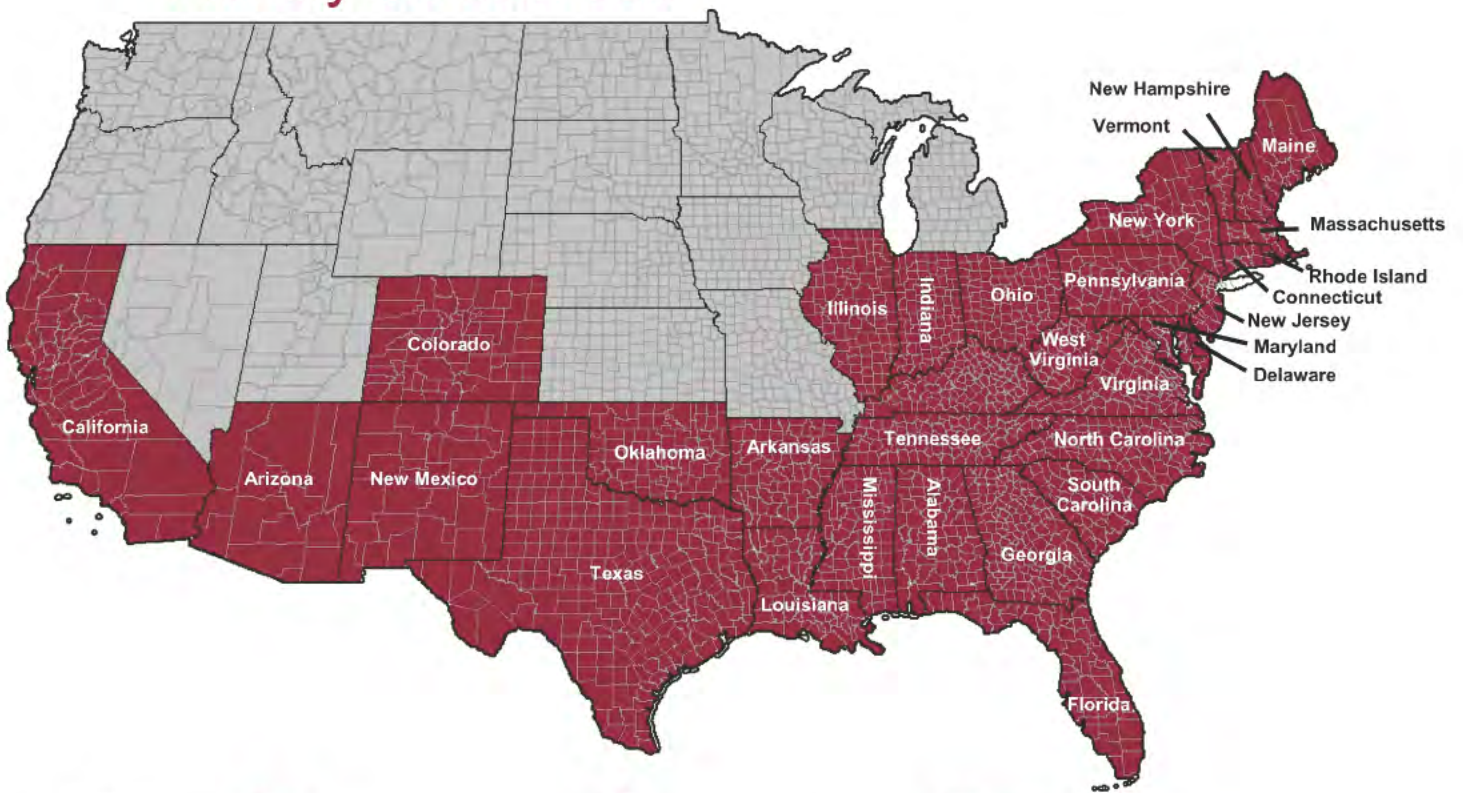 New Hampshire
Vermont
Maine
New York
Massachusetts
Rhode Island
Connecticut
New Jersey
Maryland
Delaware
Pennsylvania
Ohio
Indiana
Illinois
West
Virginia
Virginia
Colorado
California
Arizona
New Mexico
Oklahoma
Arkansas
Tennessee
North Carolina
South
Carolina
Mississippi
Alabama
Georgia
Texas
Louisiana
Florida